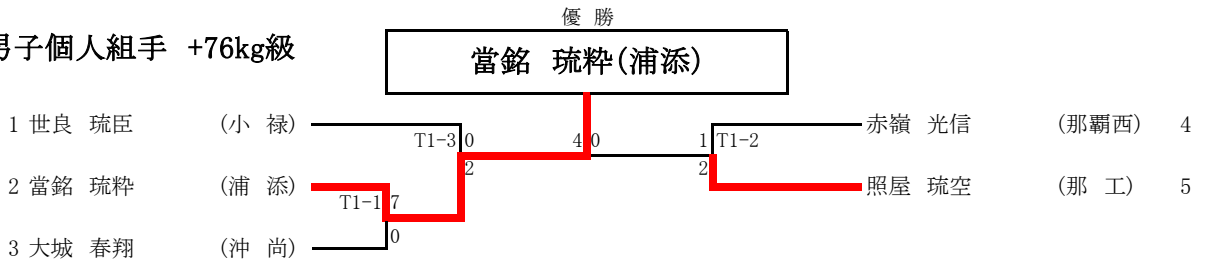 優 勝
男子個人組手 +76kg級
當銘 琉粋(浦添)
1 世良 琉臣 (小 禄)
赤嶺 光信 (那覇西) 4
T1-3 0
4 0
1 T1-2
2
2
2 當銘 琉粋 (浦 添)
照屋 琉空 (那 工) 5
T1-1 7
0
3 大城 春翔 (沖 尚)